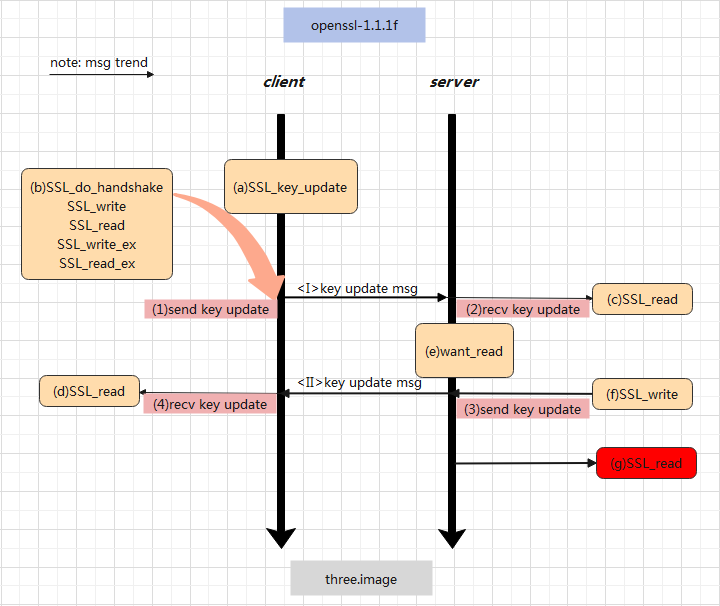 openssl-1.1.1f
note: msg trend
client
server
(a)SSL_key_update
(b)SSL_do_handshake
SSL_write
SSL_read
SSL_write_ex
SSL_read_ex
<I>key update msg
(1)send key update
(2)recv key update
(c)SSL_read
(e)want_read
<II>key update msg
(d)SSL_read
(4)recv key update
(3)send key update
(f)SSL_write
(g)SSL_read
three.image